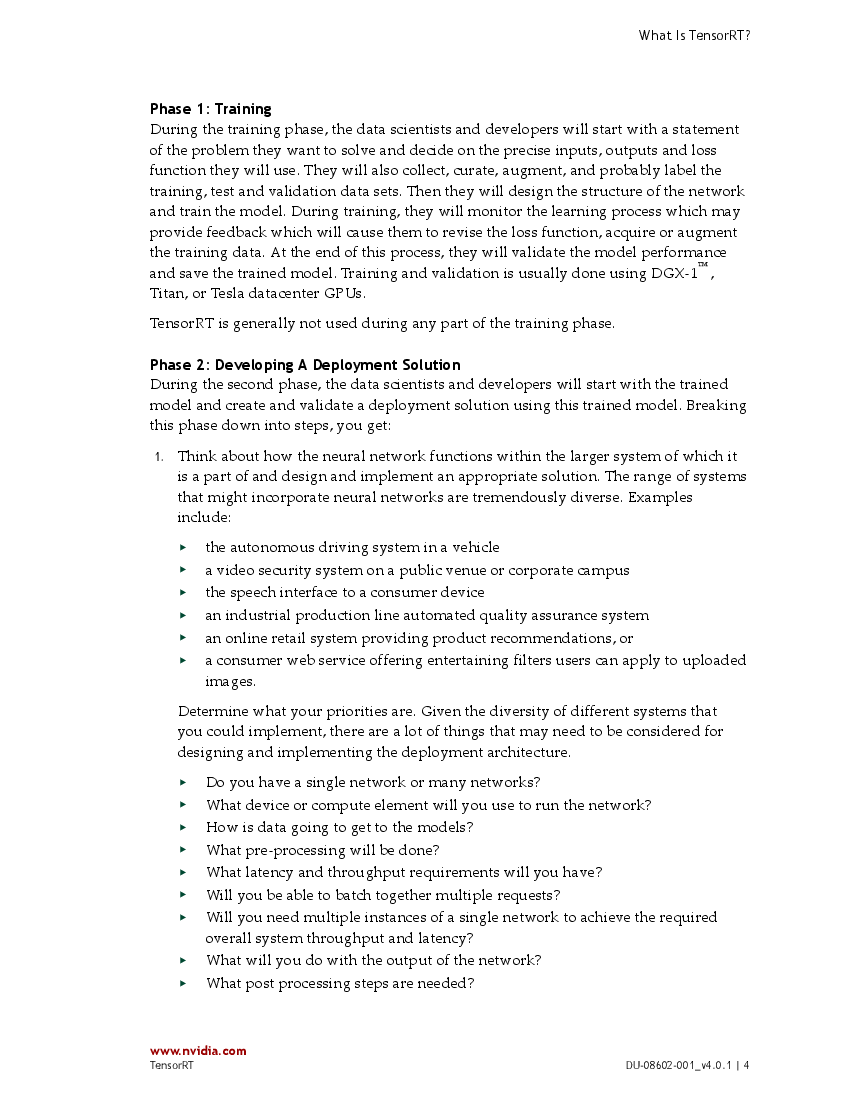 What Is TensorRT?
Phase 1: Training
During the training phase, the data scientists and developers will start with a statement
of the problem they want to solve and decide on the precise inputs, outputs and loss
function they will use. They will also collect, curate, augment, and probably label the
training, test and validation data sets. Then they will design the structure of the network
and train the model. During training, they will monitor the learning process which may
provide feedback which will cause them to revise the loss function, acquire or augment
the training data. At the end of this process, they will validate the model performance
and save the trained model. Training and validation is usually done using DGX-1™,
Titan, or Tesla datacenter GPUs.
TensorRT is generally not used during any part of the training phase.
Phase 2: Developing A Deployment Solution
During the second phase, the data scientists and developers will start with the trained
model and create and validate a deployment solution using this trained model. Breaking
this phase down into steps, you get:
1. Think about how the neural network functions within the larger system of which it
is a part of and design and implement an appropriate solution. The range of systems
that might incorporate neural networks are tremendously diverse. Examples
include:
▸ the autonomous driving system in a vehicle
▸ a video security system on a public venue or corporate campus
▸ the speech interface to a consumer device
▸ an industrial production line automated quality assurance system
▸ an online retail system providing product recommendations, or
▸ a consumer web service offering entertaining filters users can apply to uploaded
images.
Determine what your priorities are. Given the diversity of different systems that
you could implement, there are a lot of things that may need to be considered for
designing and implementing the deployment architecture.
▸ Do you have a single network or many networks?
▸ What device or compute element will you use to run the network?
▸ How is data going to get to the models?
▸ What pre-processing will be done?
▸ What latency and throughput requirements will you have?
▸ Will you be able to batch together multiple requests?
▸ Will you need multiple instances of a single network to achieve the required
overall system throughput and latency?
▸ What will you do with the output of the network?
▸ What post processing steps are needed?
www.nvidia.com
TensorRT DU-08602-001_v4.0.1 | 4